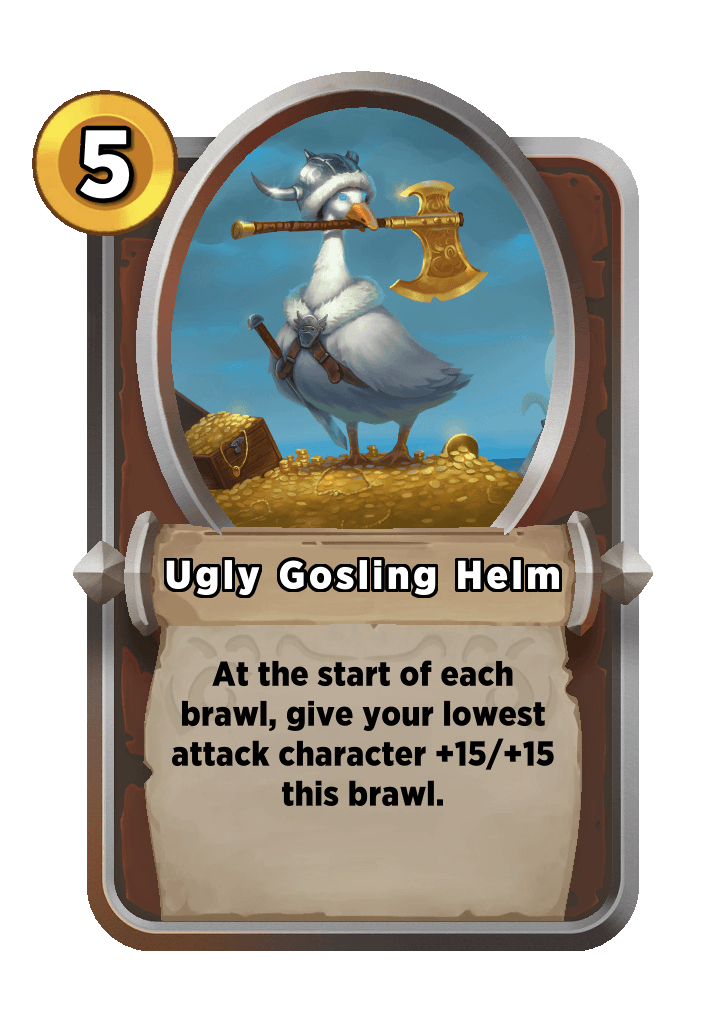 5
Ugly Gosling Helm
At the start of each
brawl, give your lowest
attack character +15/+15
this brawl.